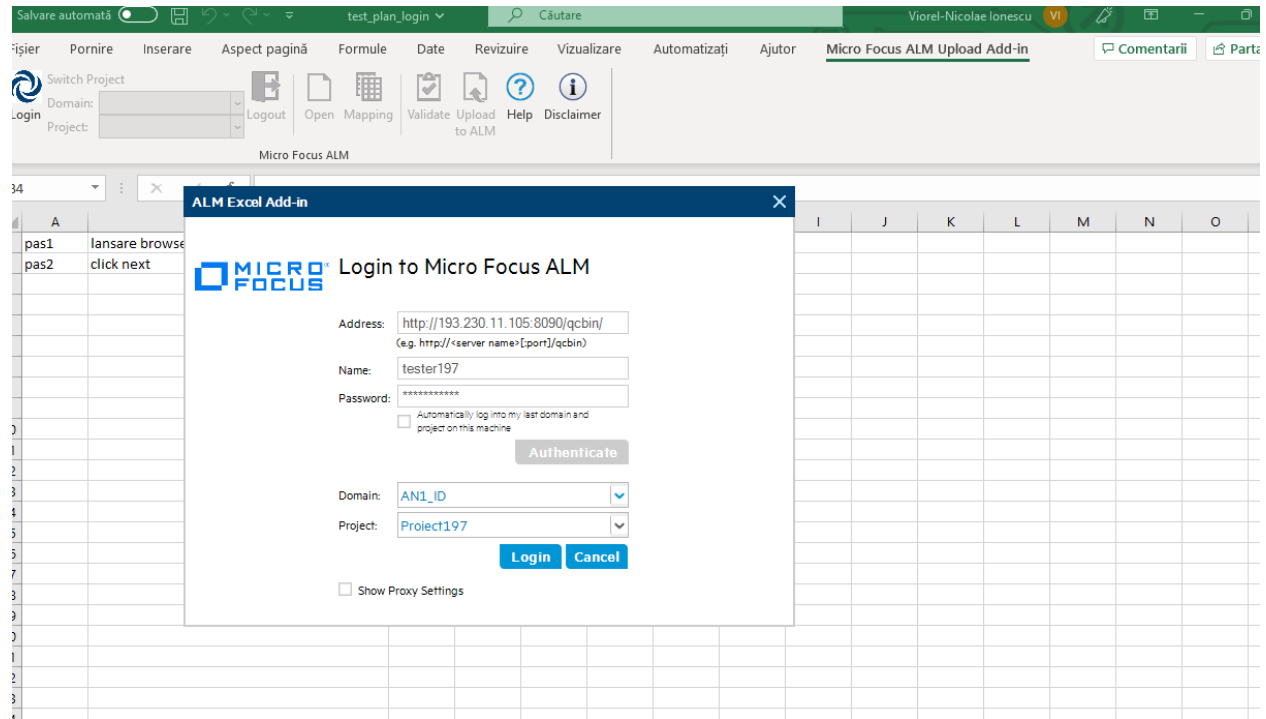 Salvare automată test_plan_login Căutare Viorel-Nicolae Ionescu VI
Fișier Pornire Inserare Aspect pagină Formule Date Revizuire Vizualizare Automatizați Ajutor Micro Focus ALM Upload Add-in Comentarii Parta
Switch Project
Domain:
Project:
Login Logout Open Mapping Validate Upload to ALM Help Disclaimer
Micro Focus ALM
ALM Excel Add-in
A I J K L M N O
pas1 lansare browse
pas2 click next
MICRO FOCUS
Login to Micro Focus ALM
Address: http://193.230.11.105:8090/qcbin/
(e.g. http://<server name>[:port]/qcbin)
Name: tester197
Password: ***********
Automatically log into my last domain and
project on this machine
Authenticate
Domain: AN1_ID
Project: Proiect197
Login Cancel
Show Proxy Settings